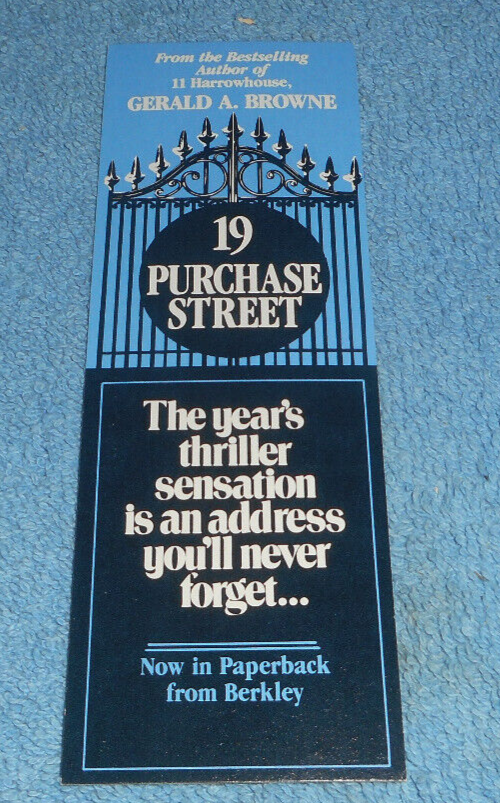 From the Bestselling
Author of
11 Harrowhouse,
GERALD A. BROWNE
19
PURCHASE
STREET
The year's
thriller
sensation
is an address
you'll never
forget...
Now in Paperback
from Berkley